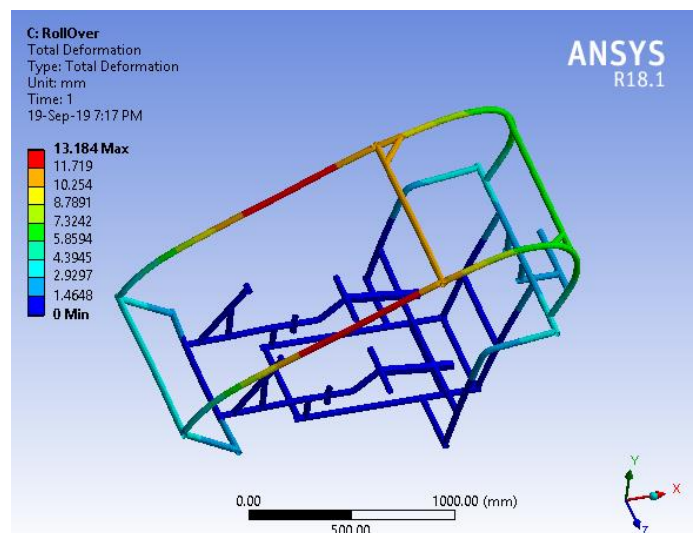 C: RollOver
Total Deformation
Type: Total Deformation
Unit: mm
Time: 1
19-Sep-19 7:17 PM
ANSYS
R18.1
13.184 Max
11.719
10.254
8.7891
7.3242
5.8594
4.3945
2.9297
1.4648
0 Min
0.00
1000.00 (mm)
500.00
Y
X
Z